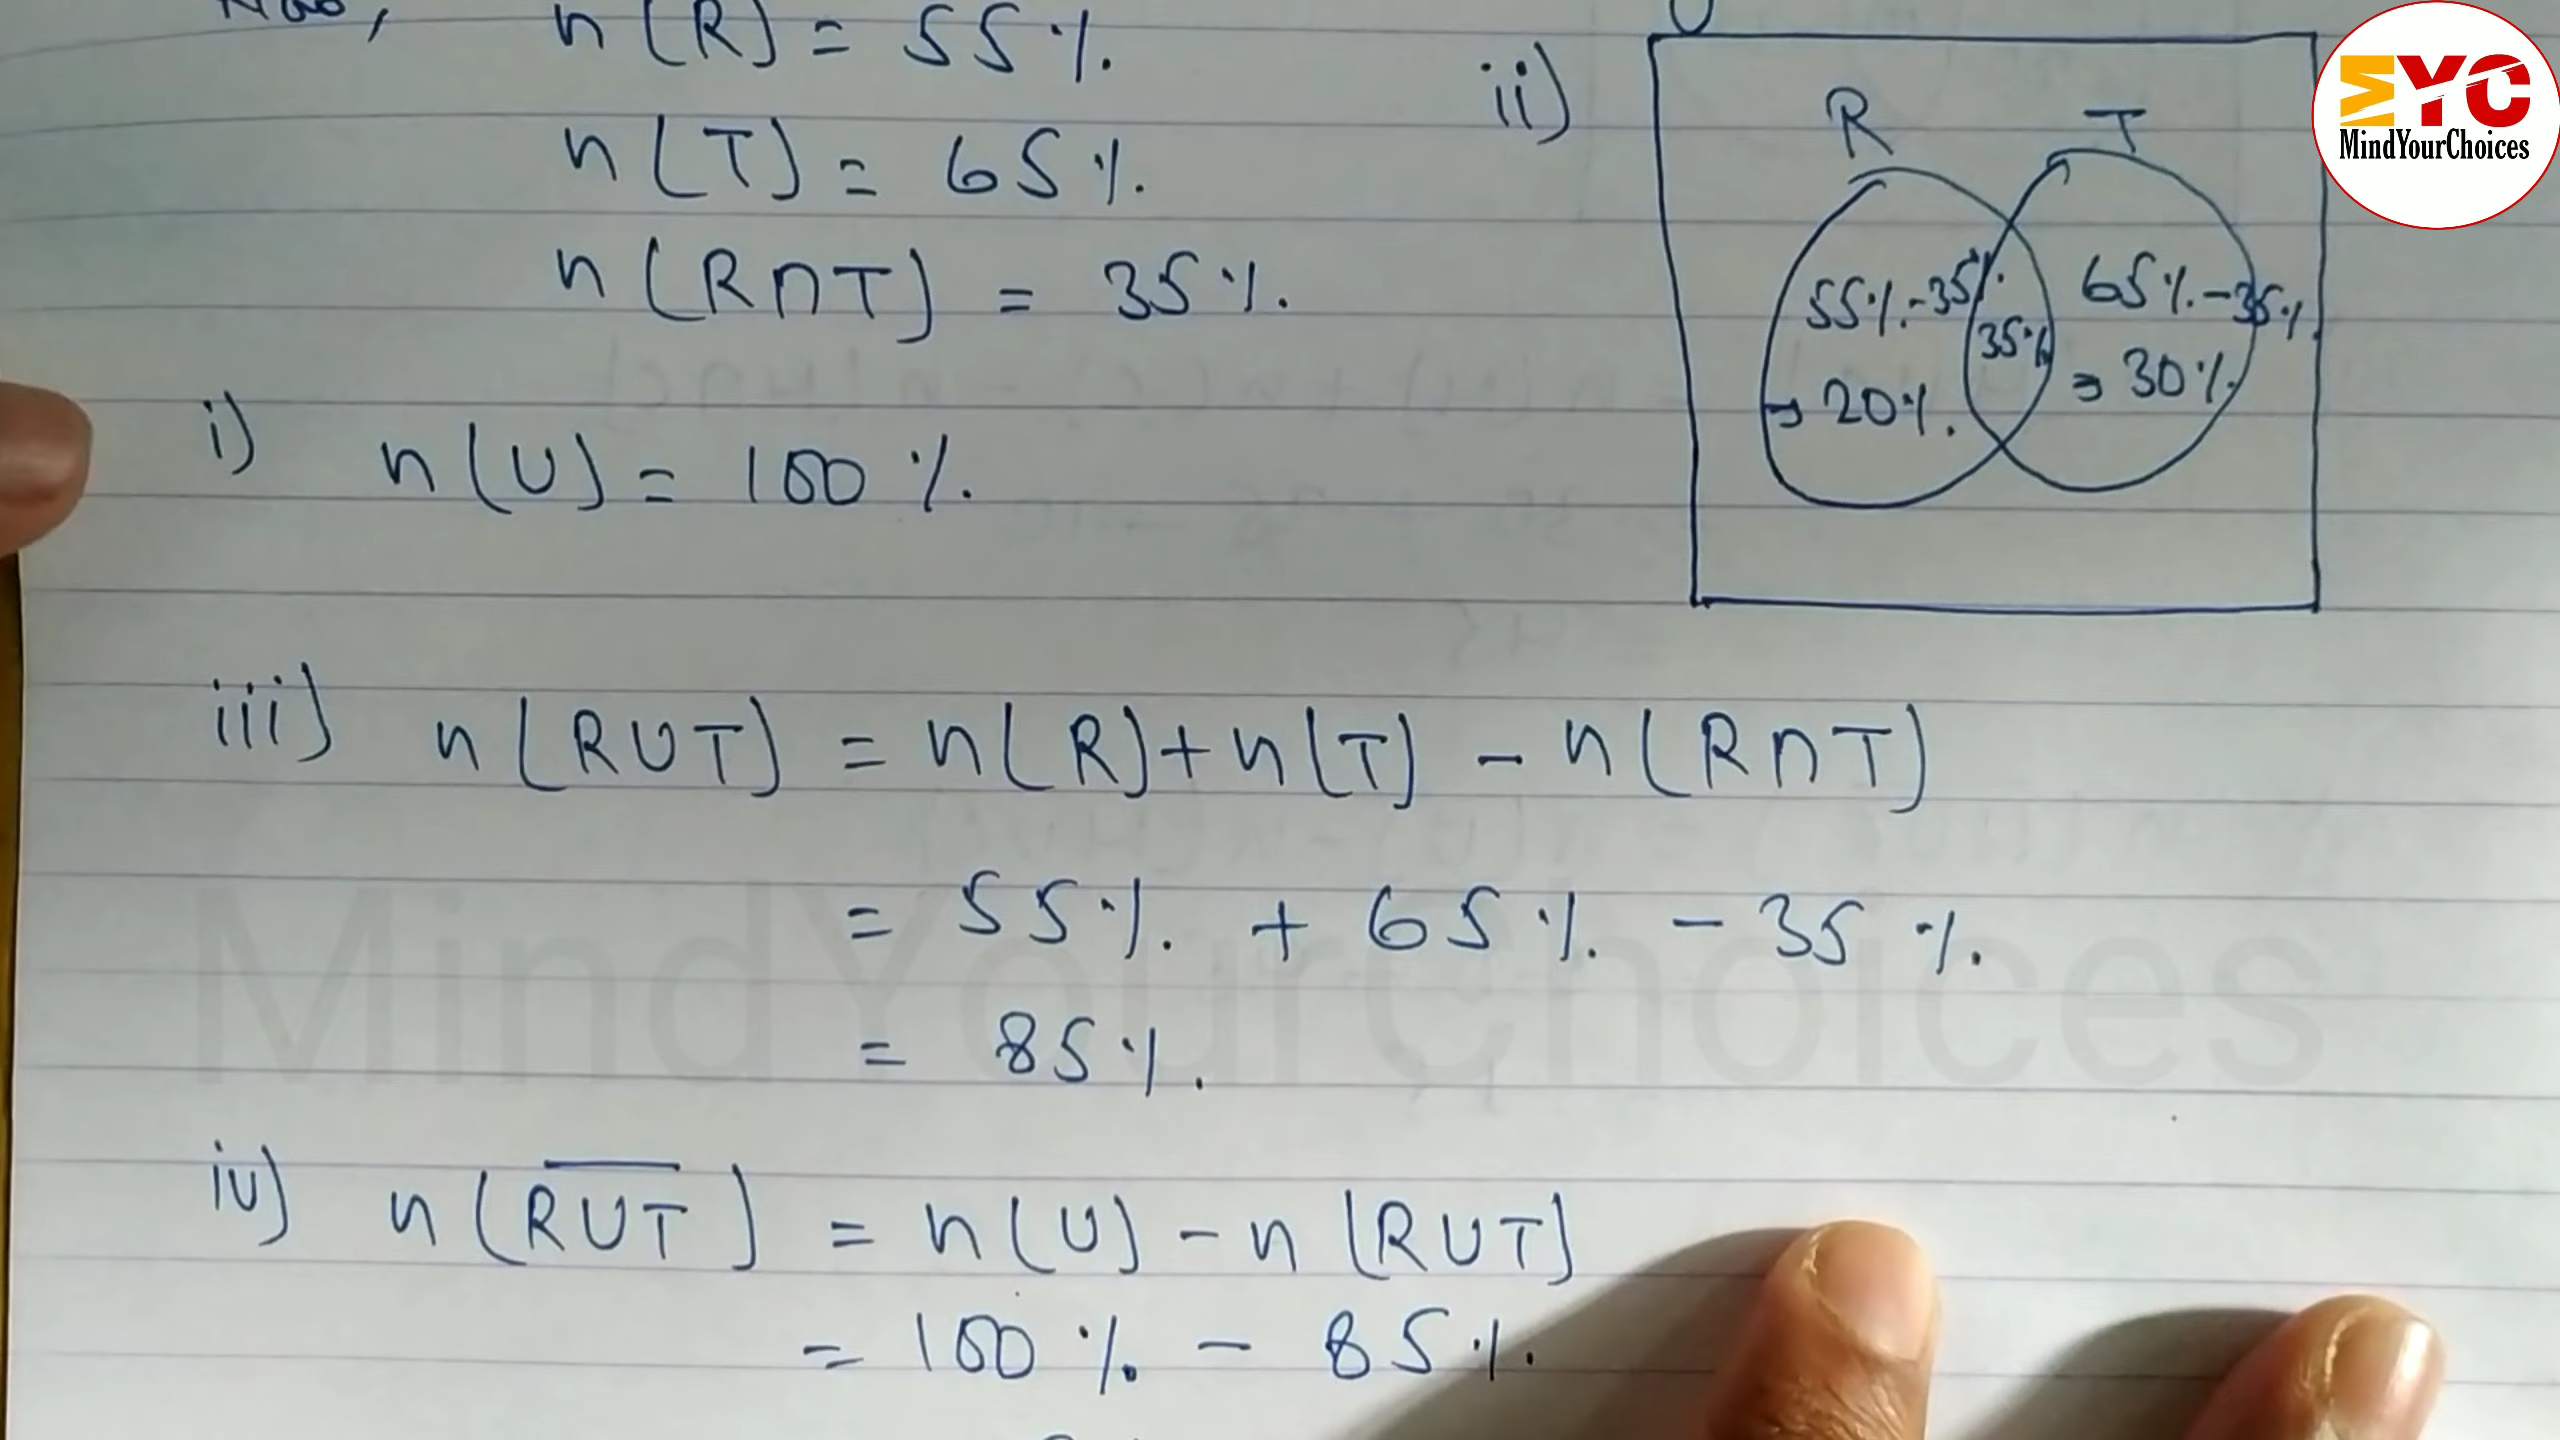 n(R) = 55%
n(T) = 65%
n(R∩T) = 35%
i) n(U) = 100%
ii)
U
R T
55%-35% 35% 65%-35%
⇒ 20% ⇒ 30%
iii) n(R∪T) = n(R)+n(T) - n(R∩T)
= 55% + 65% - 35%
= 85%
iv) n(R̅∪̅T̅) = n(U) - n(R∪T)
= 100% - 85%
MYC
MindYourChoices
MindYourChoices